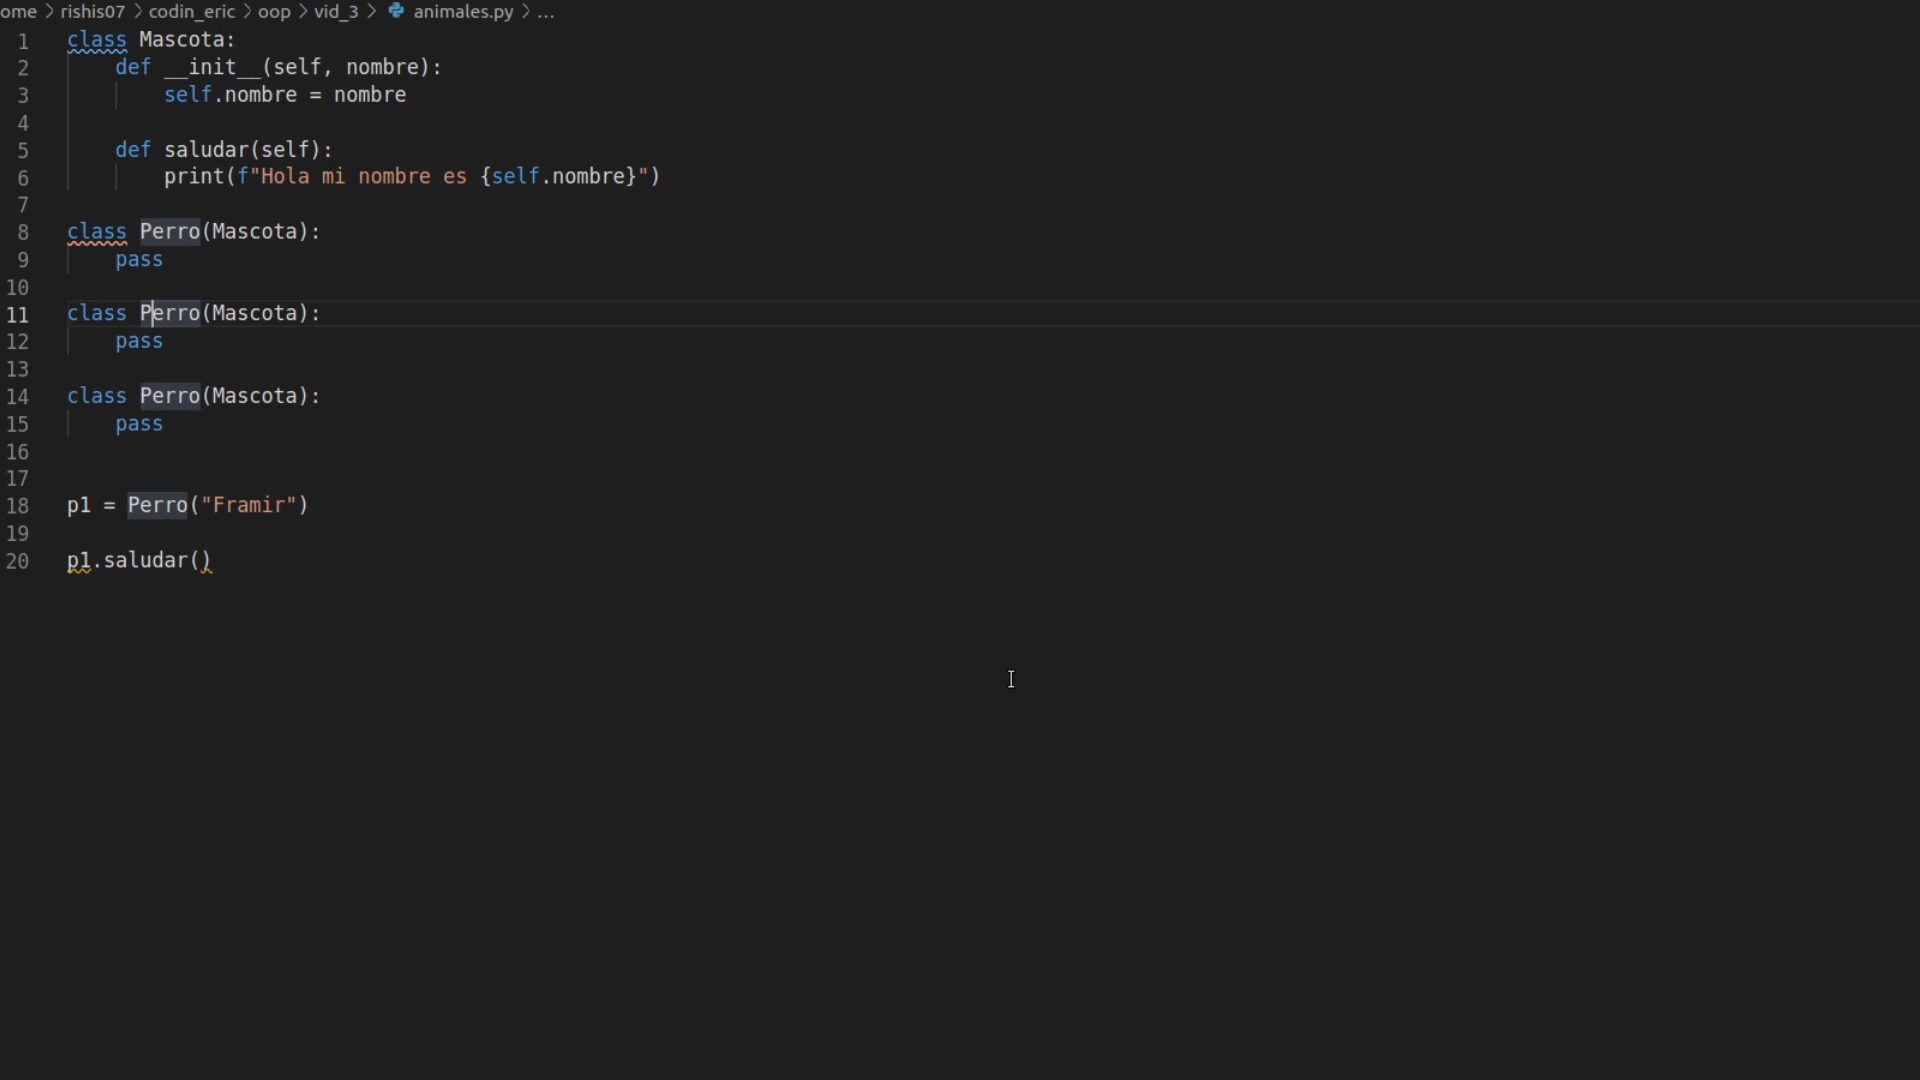 ome > rishis07 > codin_eric > oop > vid_3 > animales.py > ...
1 class Mascota:
2     def __init__(self, nombre):
3         self.nombre = nombre
4
5     def saludar(self):
6         print(f"Hola mi nombre es {self.nombre}")
7
8 class Perro(Mascota):
9     pass
10
11 class Perro(Mascota):
12     pass
13
14 class Perro(Mascota):
15     pass
16
17
18 p1 = Perro("Framir")
19
20 p1.saludar()